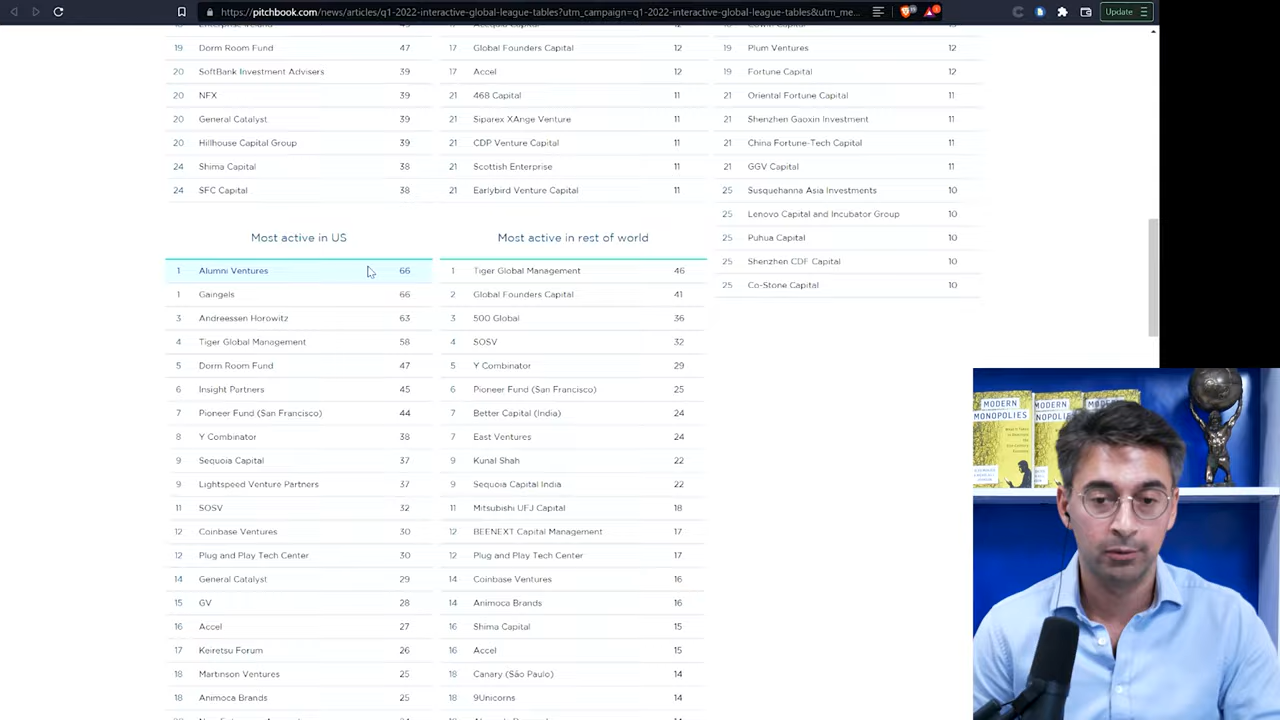 https://pitchbook.com/news/articles/q1-2022-interactive-global-league-tables?utm_campaign=q1-2022-interactive-global-league-tables&utm_me...
Update
19 Dorm Room Fund 47
20 SoftBank Investment Advisers 39
20 NFX 39
20 General Catalyst 39
20 Hillhouse Capital Group 39
24 Shima Capital 38
24 SFC Capital 38
17 Global Founders Capital 12
17 Accel 12
21 468 Capital 11
21 Siparex XAnge Venture 11
21 CDP Venture Capital 11
21 Scottish Enterprise 11
21 Earlybird Venture Capital 11
19 Plum Ventures 12
19 Fortune Capital 12
21 Oriental Fortune Capital 11
21 Shenzhen Gaoxin Investment 11
21 China Fortune-Tech Capital 11
21 GGV Capital 11
25 Susquehanna Asia Investments 10
25 Lenovo Capital and Incubator Group 10
25 Puhua Capital 10
25 Shenzhen CDF Capital 10
25 Co-Stone Capital 10
Most active in US
1 Alumni Ventures 66
1 Gaingels 66
3 Andreessen Horowitz 63
4 Tiger Global Management 58
5 Dorm Room Fund 47
6 Insight Partners 45
7 Pioneer Fund (San Francisco) 44
8 Y Combinator 38
9 Sequoia Capital 37
9 Lightspeed Venture Partners 37
11 SOSV 32
12 Coinbase Ventures 30
12 Plug and Play Tech Center 30
14 General Catalyst 29
15 GV 28
16 Accel 27
17 Keiretsu Forum 26
18 Martinson Ventures 25
18 Animoca Brands 25
Most active in rest of world
1 Tiger Global Management 46
2 Global Founders Capital 41
3 500 Global 36
4 SOSV 32
5 Y Combinator 29
6 Pioneer Fund (San Francisco) 25
7 Better Capital (India) 24
7 East Ventures 24
9 Kunal Shah 22
9 Sequoia Capital India 22
11 Mitsubishi UFJ Capital 18
12 BEENEXT Capital Management 17
12 Plug and Play Tech Center 17
14 Coinbase Ventures 16
14 Animoca Brands 16
16 Shima Capital 15
16 Accel 15
18 Canary (São Paulo) 14
18 9Unicorns 14
MODERN
MONOPOLIES
MODERN
MODERN